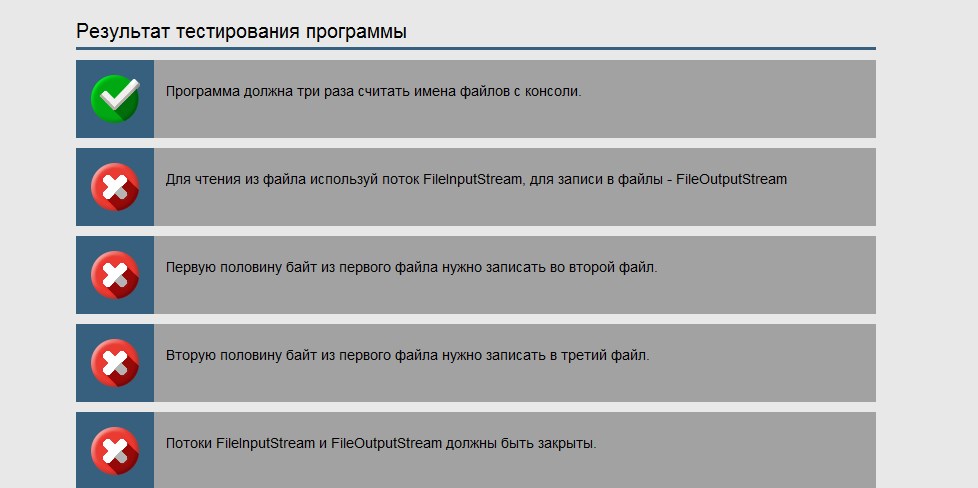 Результат тестирования программы
Программа должна три раза считать имена файлов с консоли.
Для чтения из файла используй поток FileInputStream, для записи в файлы - FileOutputStream
Первую половину байт из первого файла нужно записать во второй файл.
Вторую половину байт из первого файла нужно записать в третий файл.
Потоки FileInputStream и FileOutputStream должны быть закрыты.